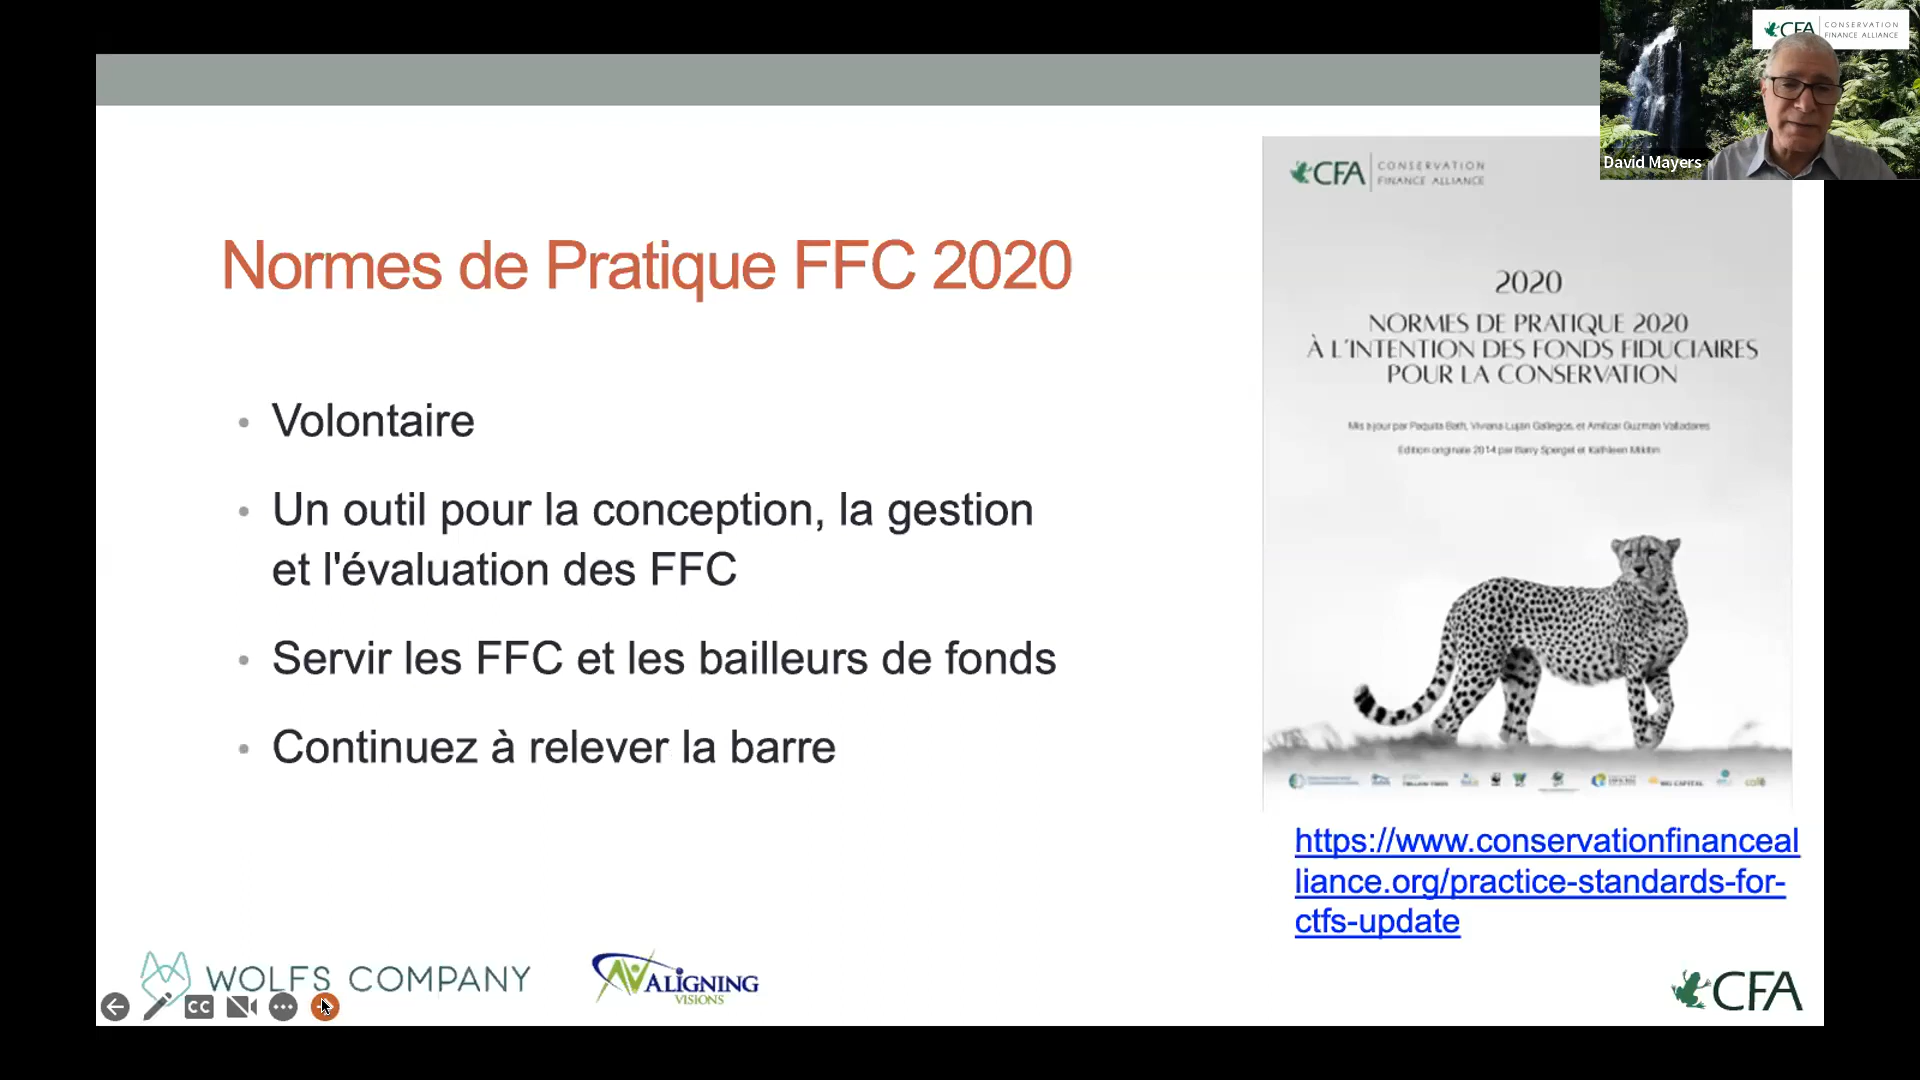 CFA CONSERVATION
FINANCE ALLIANCE
David Mayers
Normes de Pratique FFC 2020
• Volontaire
• Un outil pour la conception, la gestion
et l'évaluation des FFC
• Servir les FFC et les bailleurs de fonds
• Continuez à relever la barre
CFA CONSERVATION
FINANCE ALLIANCE
2020
NORMES DE PRATIQUE 2020
À L'INTENTION DES FONDS FIDUCIAIRES
POUR LA CONSERVATION
Mis à jour par Paquita Bath, Viviana Luján Gallegos, et Amilcar Guzmán Valladares
Edition originale 2014 par Barry Spergel et Kathleen Mikitin
https://www.conservationfinanceal
liance.org/practice-standards-for-
ctfs-update
WOLFS COMPANY
ALIGNING
VISIONS
CFA
CC